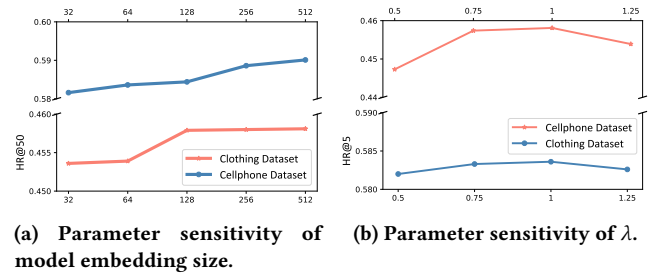 32 64 128 256 512
0.60
0.59
0.58
0.460
0.455
0.450
HR@50
Clothing Dataset
Cellphone Dataset
32 64 128 256 512
(a) Parameter sensitivity of
model embedding size.
0.5 0.75 1 1.25
0.46
0.45
0.44
0.590
0.585
0.580
HR@5
Cellphone Dataset
Clothing Dataset
0.5 0.75 1 1.25
(b) Parameter sensitivity of λ.